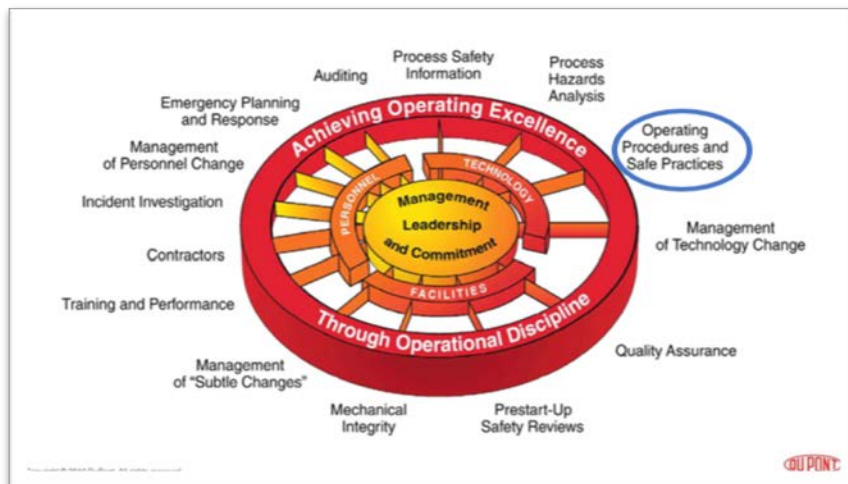 Process Safety
Information
Process
Hazards
Analysis
Operating
Procedures and
Safe Practices
Management
of Technology Change
Quality Assurance
Prestart-Up
Safety Reviews
Mechanical
Integrity
Management
of "Subtle Changes"
Training and Performance
Contractors
Incident Investigation
Management
of Personnel Change
Emergency Planning
and Response
Auditing
Achieving Operating Excellence
PERSONNEL
TECHNOLOGY
Management
Leadership
and Commitment
FACILITIES
Through Operational Discipline
DUPONT